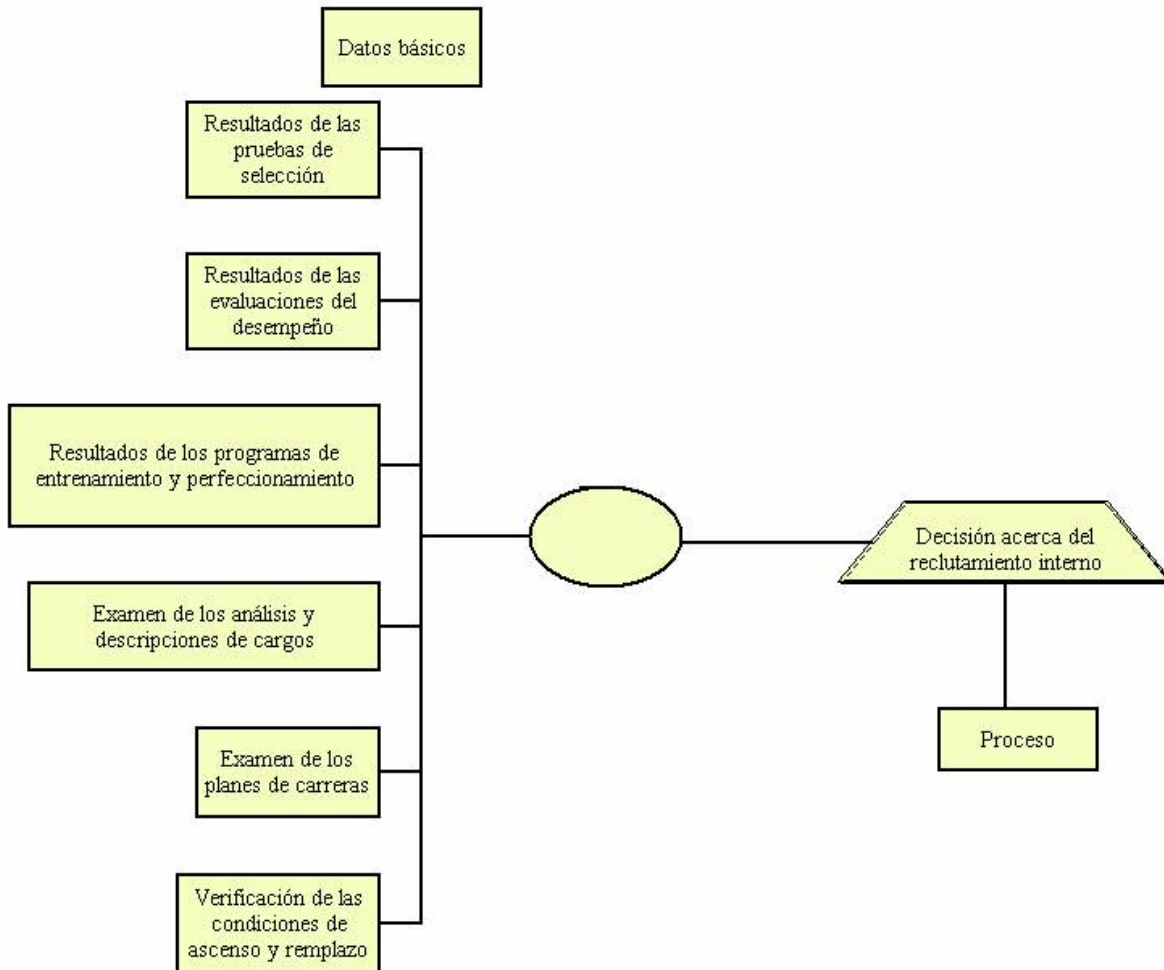 Datos básicos
Resultados de las
pruebas de
selección
Resultados de las
evaluaciones del
desempeño
Resultados de los programas de
entrenamiento y perfeccionamiento
Examen de los análisis y
descripciones de cargos
Examen de los
planes de carreras
Verificación de las
condiciones de
ascenso y remplazo
Decisión acerca del
reclutamiento interno
Proceso